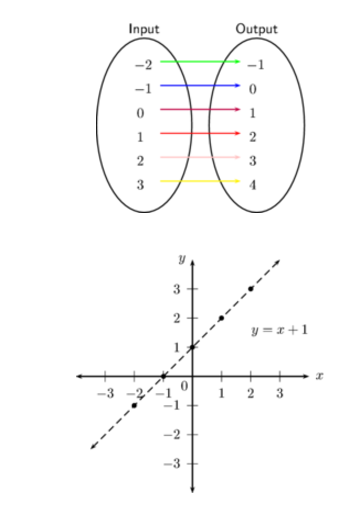 Input Output
−2 −1
−1 0
0 1
1 2
2 3
3 4
y
3
2
y = x + 1
1
x
−3 −2 −1 0 1 2 3
−1
−2
−3